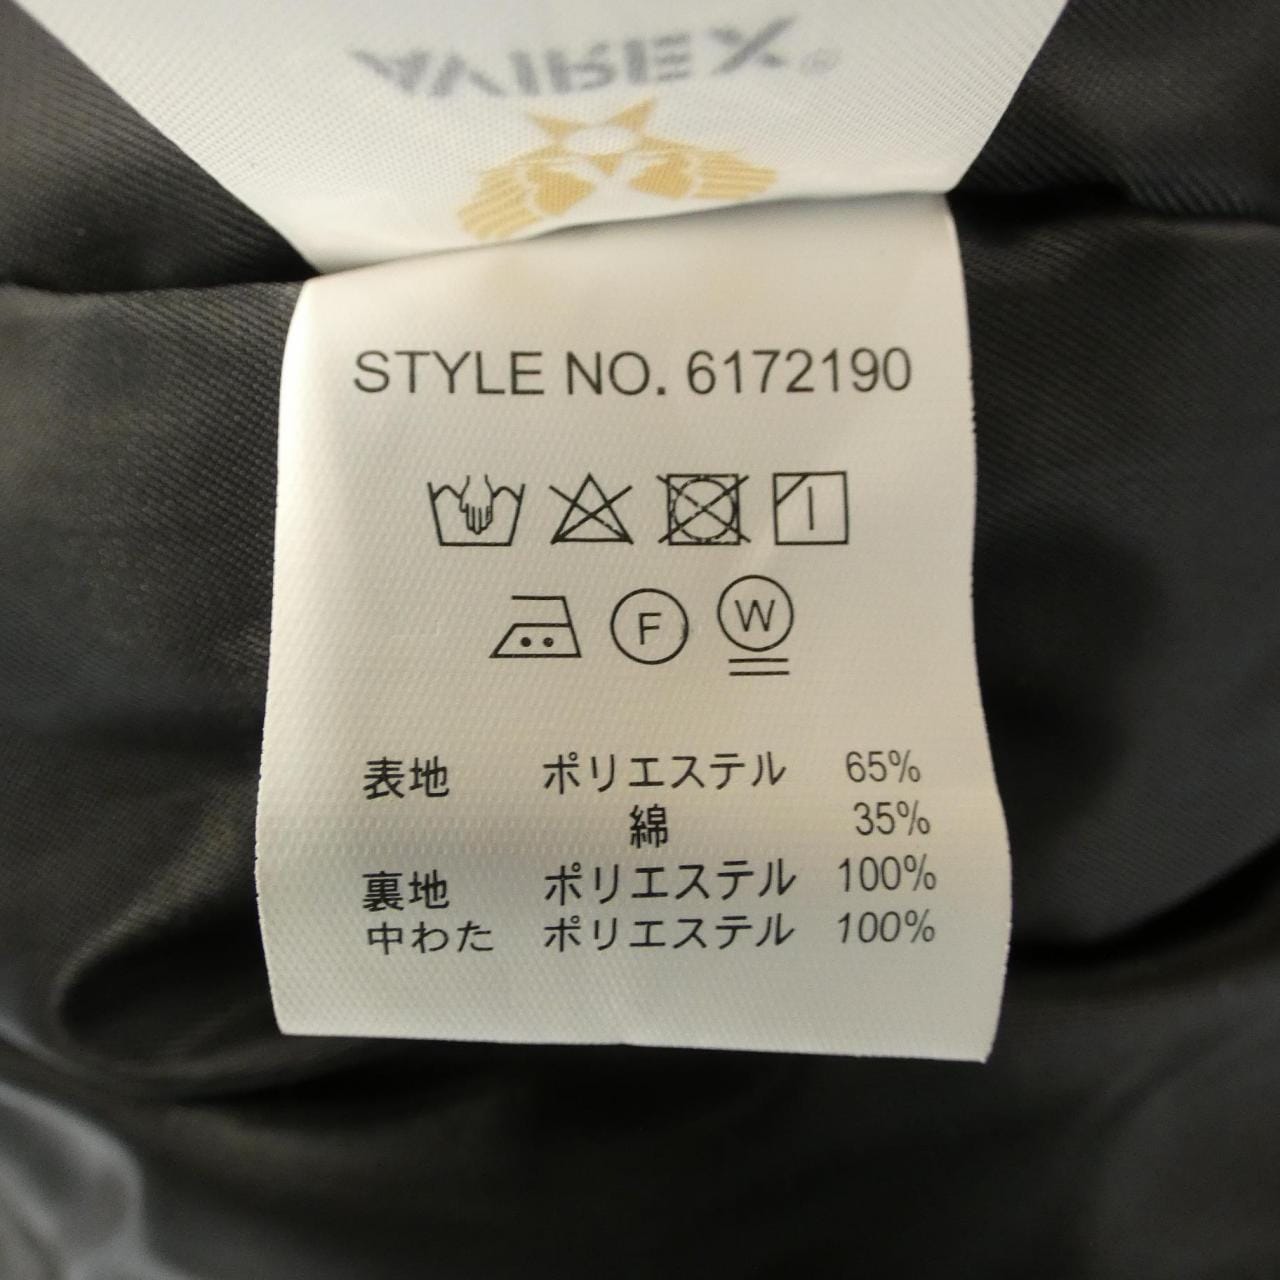 AVIREX®
STYLE NO. 6172190
F W
表地 ポリエステル 65%
綿 35%
裏地 ポリエステル 100%
中わた ポリエステル 100%